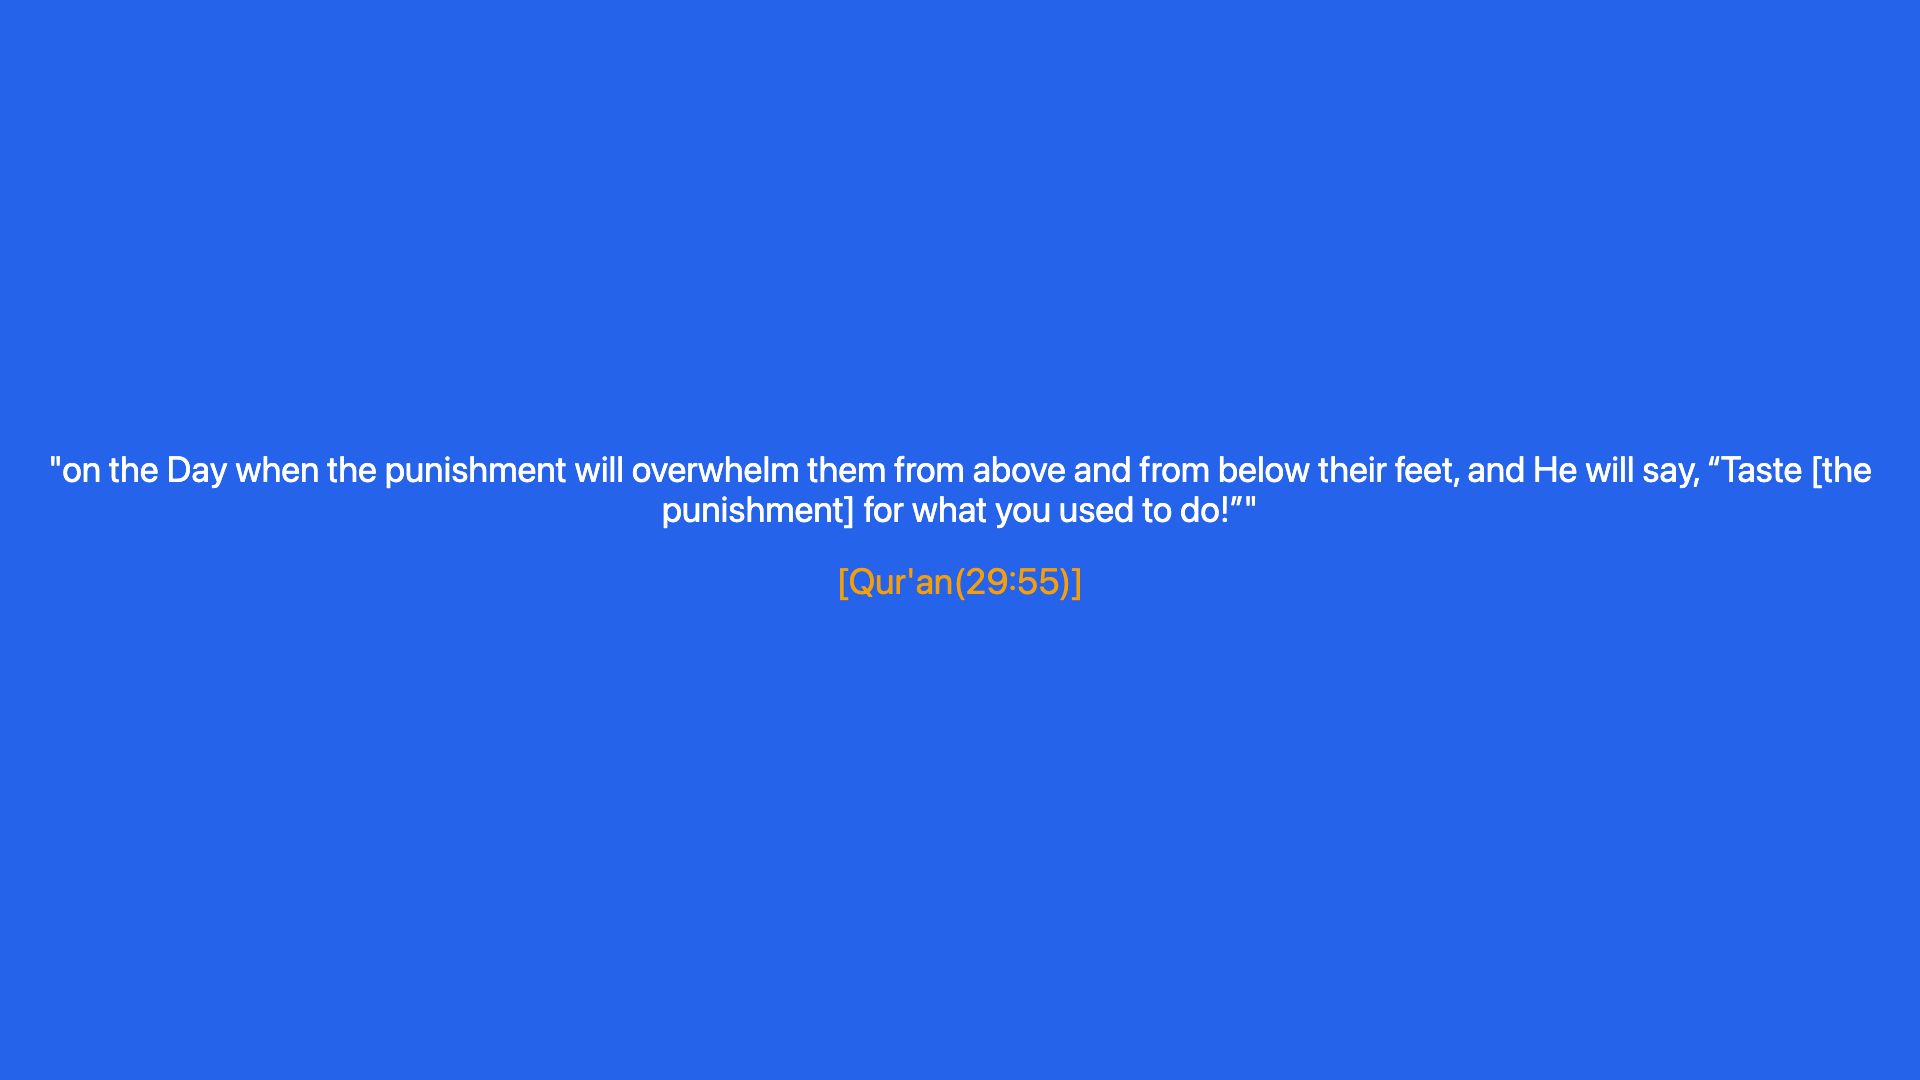 "on the Day when the punishment will overwhelm them from above and from below their feet, and He will say, “Taste [the
punishment] for what you used to do!”"
[Qur'an(29:55)]